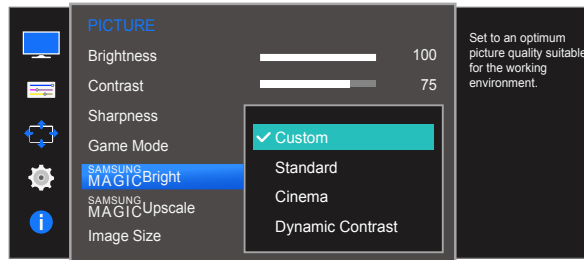 PICTURE
Brightness 100
Contrast 75
Sharpness
Game Mode
SAMSUNG
MAGICBright
SAMSUNG
MAGICUpscale
Image Size
Custom
Standard
Cinema
Dynamic Contrast
Set to an optimum
picture quality suitable
for the working
environment.